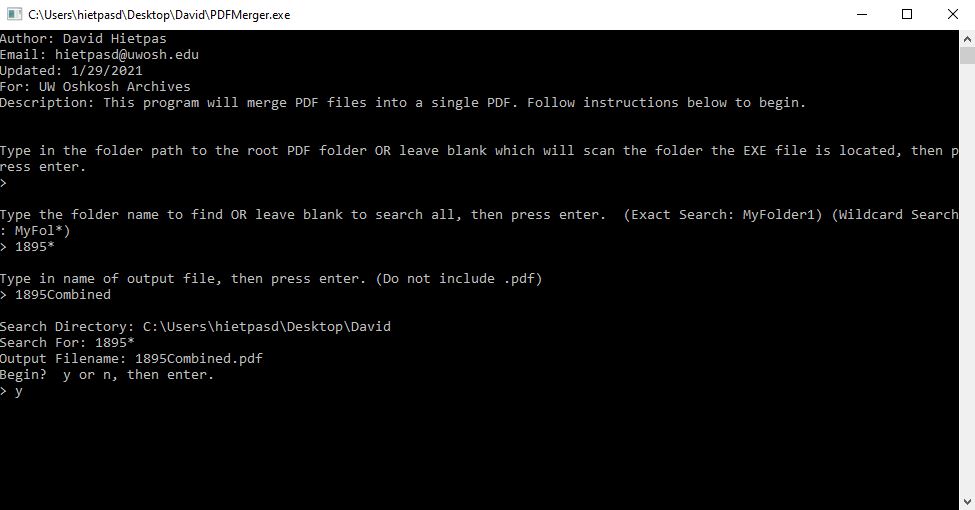 C:\Users\hietpasd\Desktop\David\PDFMerger.exe
Author: David Hietpas
Email: hietpasd@uwosh.edu
Updated: 1/29/2021
For: UW Oshkosh Archives
Description: This program will merge PDF files into a single PDF. Follow instructions below to begin.
Type in the folder path to the root PDF folder OR leave blank which will scan the folder the EXE file is located, then p
ress enter.
>
Type the folder name to find OR leave blank to search all, then press enter.  (Exact Search: MyFolder1) (Wildcard Search
: MyFol*)
> 1895*
Type in name of output file, then press enter. (Do not include .pdf)
> 1895Combined
Search Directory: C:\Users\hietpasd\Desktop\David
Search For: 1895*
Output Filename: 1895Combined.pdf
Begin?  y or n, then enter.
> y